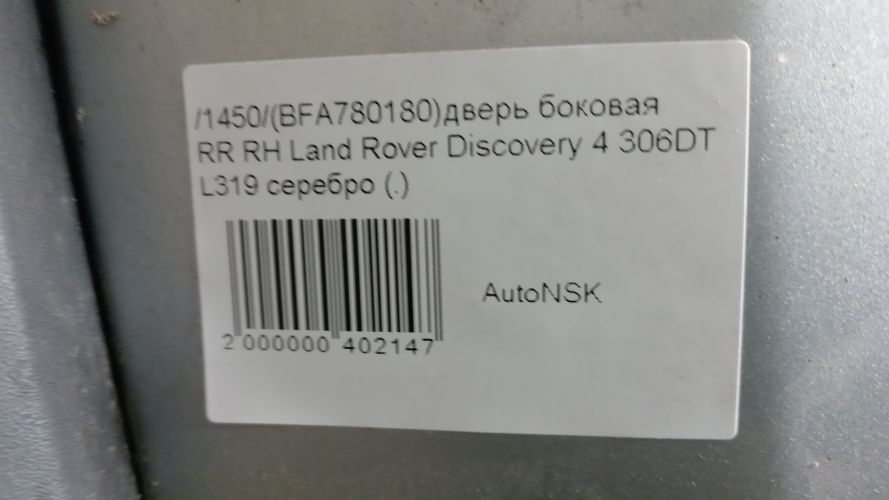 /1450/(BFA780180)дверь боковая
RR RH Land Rover Discovery 4 306DT
L319 серебро (.)
AutoNSK
2 000000 402147